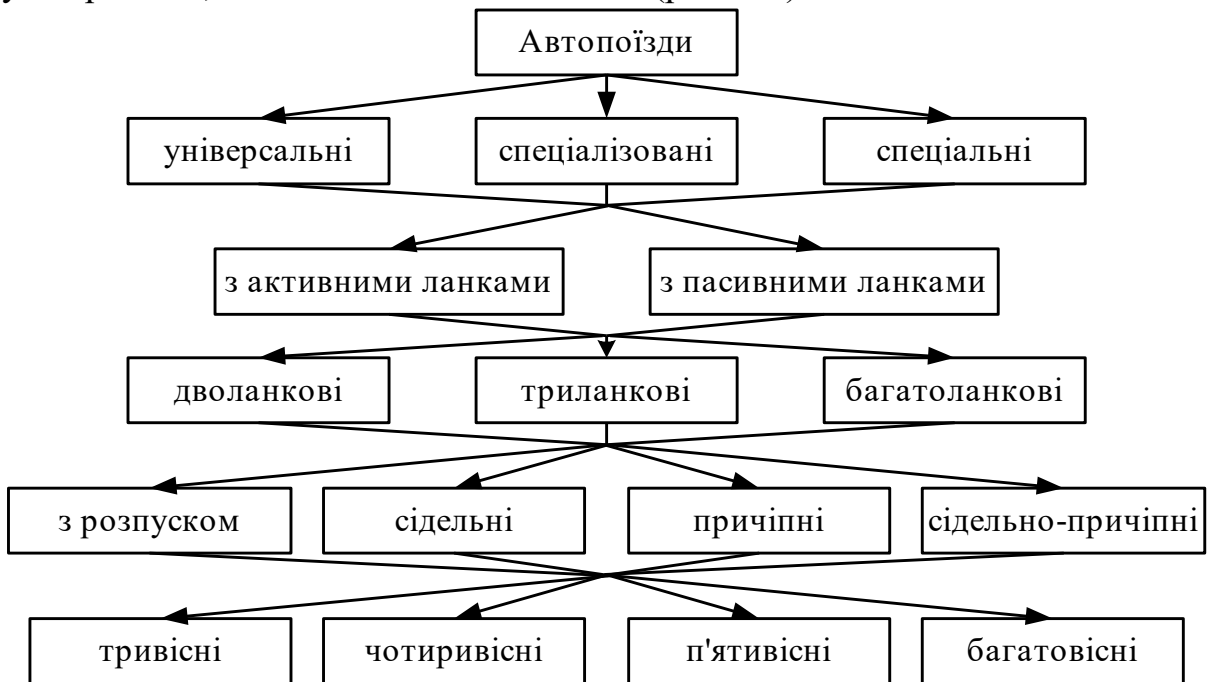 Автопоїзди
універсальні спеціалізовані спеціальні
з активними ланками з пасивними ланками
дволанкові триланкові багатоланкові
з розпуском сідельні причіпні сідельно-причіпні
тривісні чотиривісні п'ятивісні багатовісні